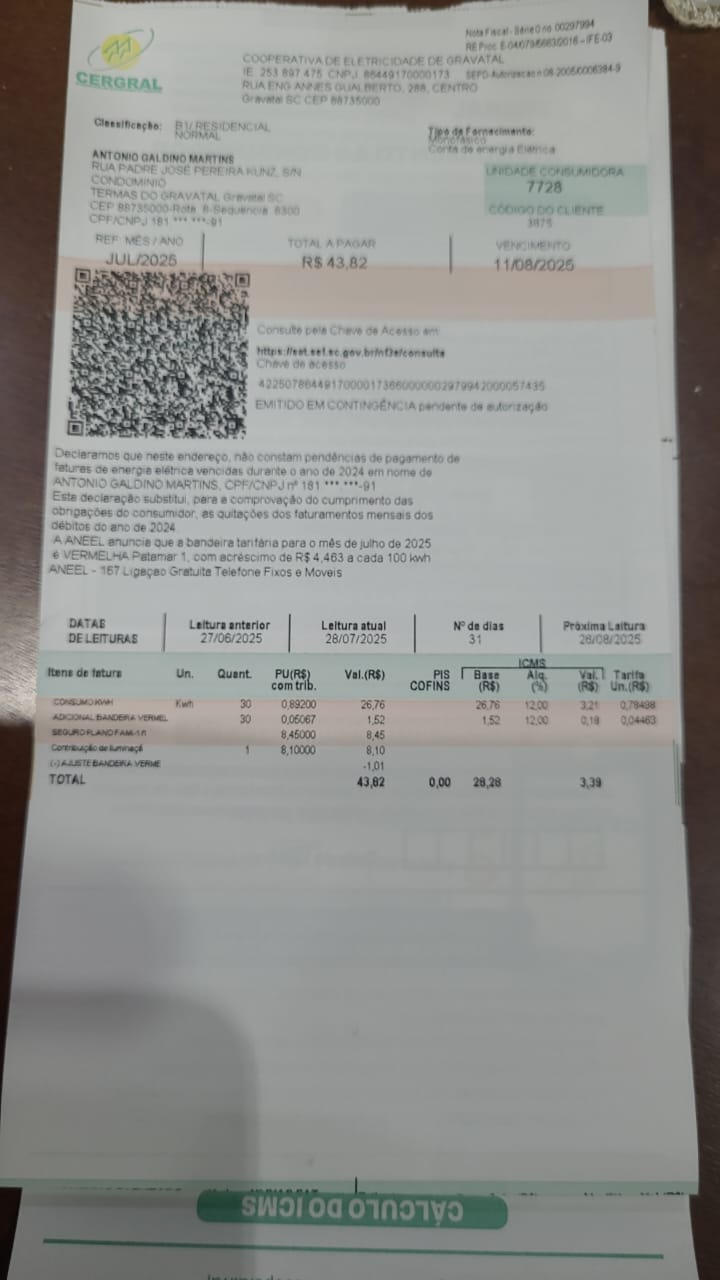 Nota Fiscal - Série 0 no. 00297994
RE Proc. E-04/079/5663/2016 - IFE-03
CERGRAL
COOPERATIVA DE ELETRICIDADE DE GRAVATAL
IE. 253 897 475 CNPJ. 86449170000173
RUA ENG ANNES GUALBERTO, 288, CENTRO
Gravatal SC CEP 88735000
Classificação: B1/ RESIDENCIAL
NORMAL
Tipo de Fornecimento:
Monofásico
Conta de energia Elétrica
ANTONIO GALDINO MARTINS
RUA PADRE JOSÉ PEREIRA KUNZ, S/N
CONDOMINIO
TERMAS DO GRAVATAL Gravatal SC
CEP 88735000-Rota 8-Sequencia 6300
CPF/CNPJ 181 *** ***-91
UNIDADE CONSUMIDORA
7728
CÓDIGO DO CLIENTE
3875
REF: MÊS / ANO
JUL/2025
TOTAL A PAGAR
R$ 43,82
VENCIMENTO
11/08/2025
Consulte pela Chave de Acesso em:
https://sat.sef.sc.gov.br/nf3e/consulta
Chave de acesso
EMITIDO EM CONTINGÊNCIA pendente de autorização
Declaramos que neste endereço, não constam pendências de pagamento de
faturas de energia elétrica vencidas durante o ano de 2024 em nome de
ANTONIO GALDINO MARTINS, CPF/CNPJ nº 181 *** ***-91
Esta declaração substitui, para a comprovação do cumprimento das
obrigações do consumidor, as quitações dos faturamentos mensais dos
débitos do ano de 2024.
A ANEEL anuncia que a bandeira tarifária para o mês de julho de 2025
é VERMELHA Patamar 1, com acréscimo de R$ 4,463 a cada 100 kwh
ANEEL - 167 Ligaçao Gratuita Telefone Fixos e Moveis
DATAS DE LEITURAS
Leitura anterior 27/06/2025
Leitura atual 28/07/2025
Nº de dias 31
Próxima Leitura 26/08/2025
ICMS
Itens de fatura Un. Quant. PU(R$) com trib. Val.(R$) PIS COFINS Base (R$) Alq. (%) Val. (R$) Tarifa Un.(R$)
CONSUMO KWH Kwh 30 0,89200 26,76 26,76 12,00 3,21 0,78498
ADICIONAL BANDEIRA VERMEL 30 0,05067 1,52 1,52 12,00 0,18 0,04463
SEGURO PLANO FAMI-1 8,45000 8,45
Contribuição de iluminaçã 1 8,10000 8,10
(-) AJUSTE BANDEIRA VERME -1,01
TOTAL 43,82 0,00 28,28 3,39
CÁLCULO DO ICMS